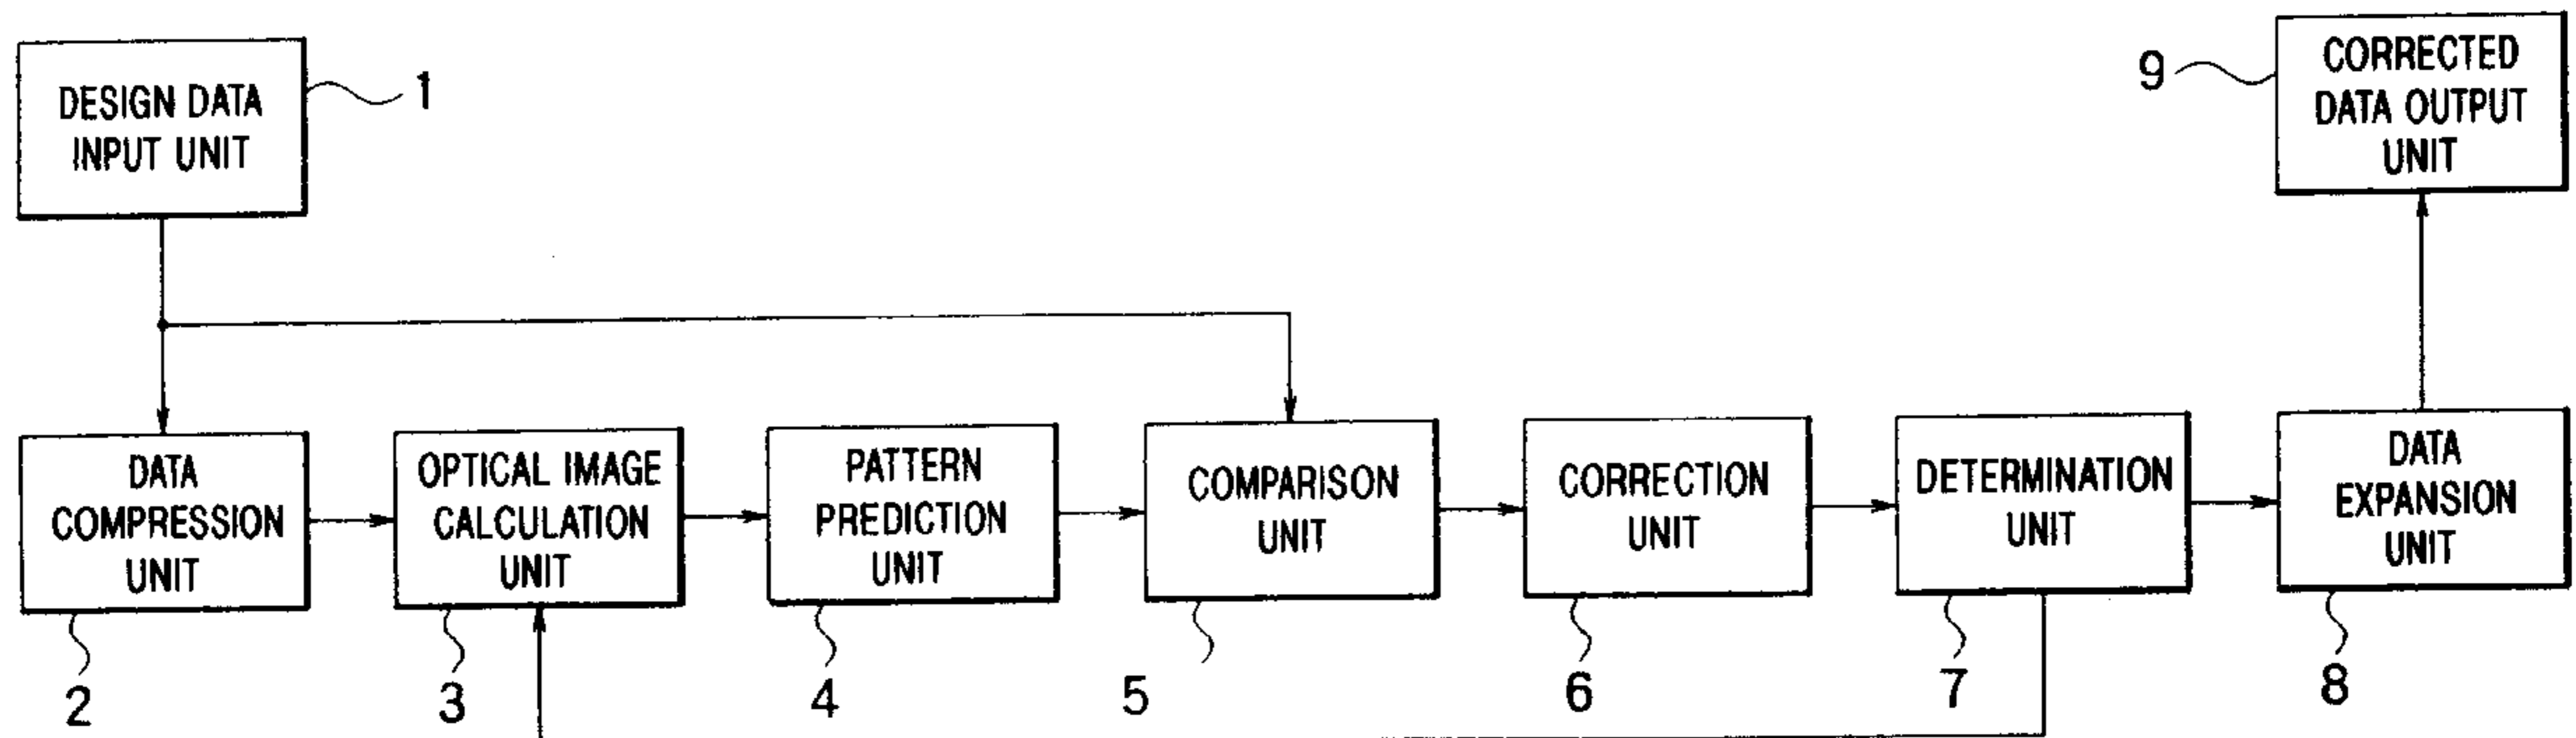 DESIGN DATA
INPUT UNIT
1
9
CORRECTED
DATA OUTPUT
UNIT
DATA
COMPRESSION
UNIT
2
OPTICAL IMAGE
CALCULATION
UNIT
3
PATTERN
PREDICTION
UNIT
4
COMPARISON
UNIT
5
CORRECTION
UNIT
6
DETERMINATION
UNIT
7
DATA
EXPANSION
UNIT
8